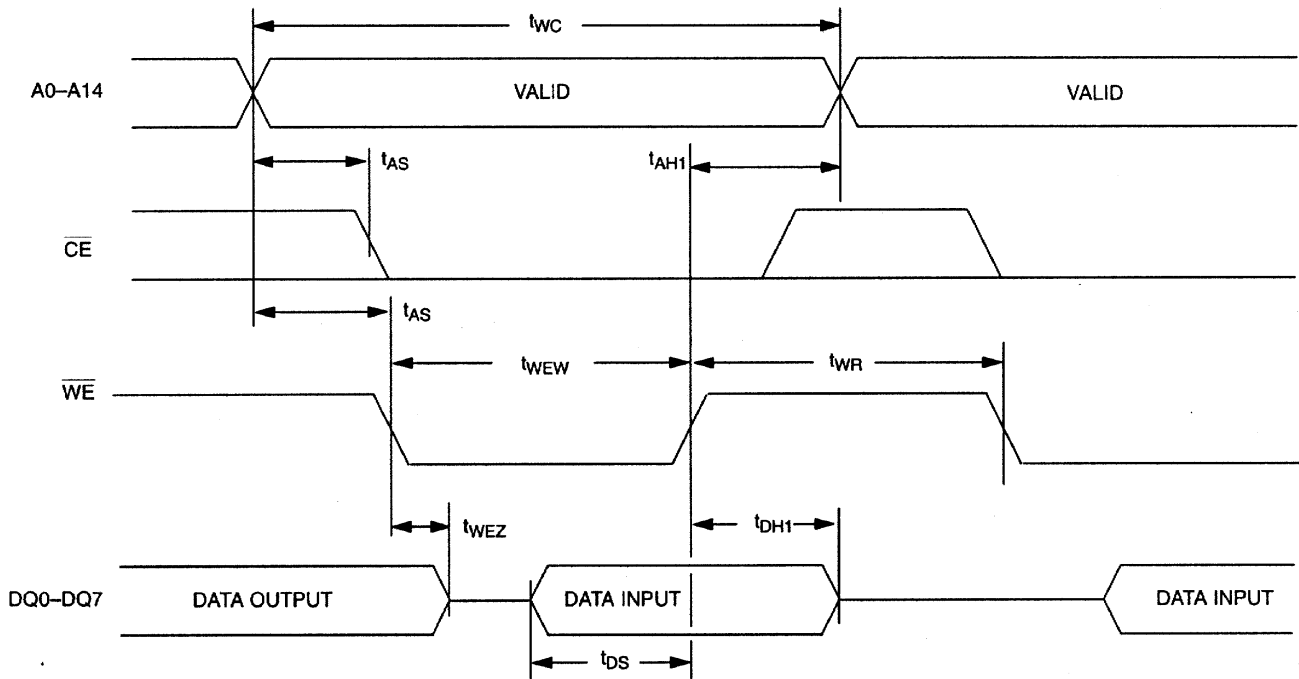 tWC
A0–A14 VALID VALID
tAS tAH1
CE
tAS
tWEW tWR
WE
tWEZ tDH1
DQ0–DQ7 DATA OUTPUT DATA INPUT DATA INPUT
tDS